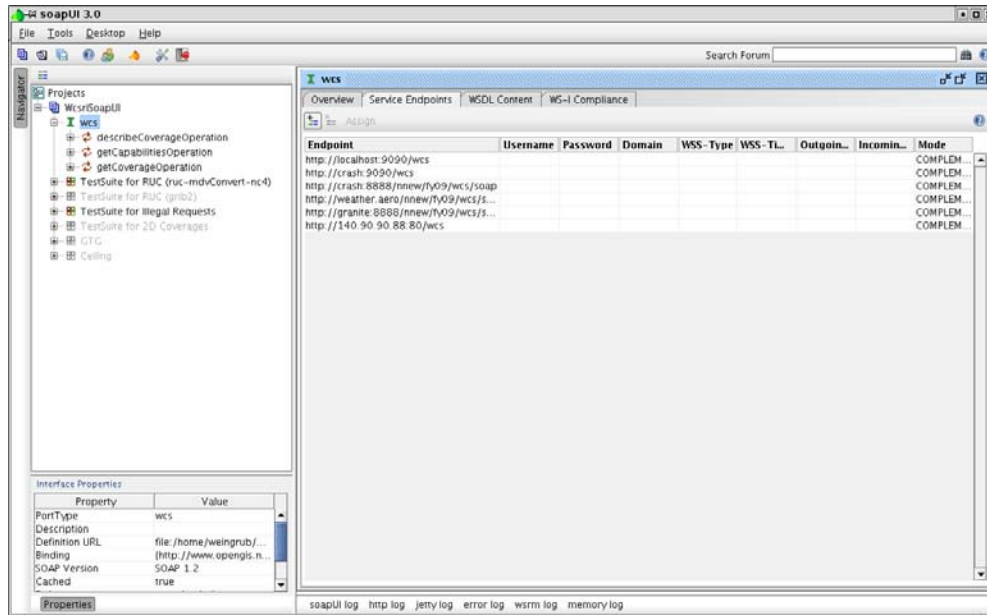 soapUI 3.0
File Tools Desktop Help
Search Forum
Navigator
Projects
WcsriSoapUI
wcs
describeCoverageOperation
getCapabilitiesOperation
getCoverageOperation
TestSuite for RUC (ruc-mdvConvert-nc4)
TestSuite for RUC (grib2)
TestSuite for Illegal Requests
TestSuite for 2D Coverages
GTG
Ceiling
Interface Properties
Property Value
PortType wcs
Description
Definition URL file:/home/weingrub/...
Binding {http://www.opengis.n...
SOAP Version SOAP 1.2
Cached true
Properties
wcs
Overview Service Endpoints WSDL Content WS-I Compliance
Assign
Endpoint Username Password Domain WSS-Type WSS-Ti... Outgoin... Incomin... Mode
http://localhost:9090/wcs COMPLEM...
http://crash:9090/wcs COMPLEM...
http://crash:8888/nnew/fy09/wcs/soap COMPLEM...
http://weather.aero/nnew/fy09/wcs/s... COMPLEM...
http://granite:8888/nnew/fy09/wcs/s... COMPLEM...
http://140.90.90.88:80/wcs COMPLEM...
soapUI log http log jetty log error log wsrm log memory log